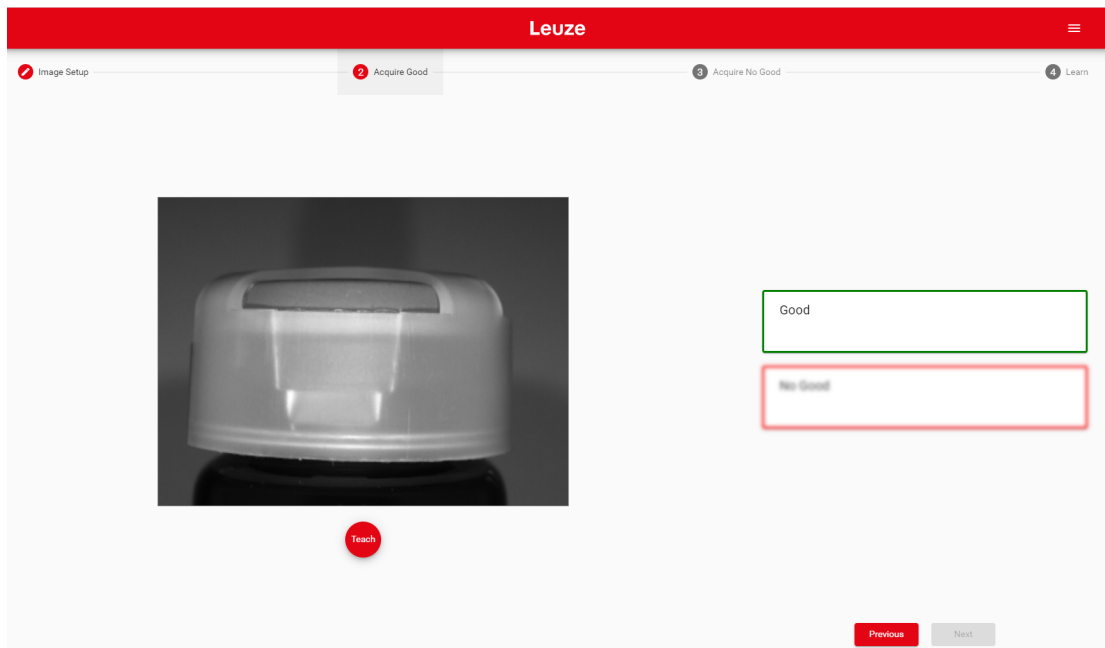 Leuze
Image Setup
2 Acquire Good
3 Acquire No Good
4 Learn
Good
No Good
Teach
Previous Next